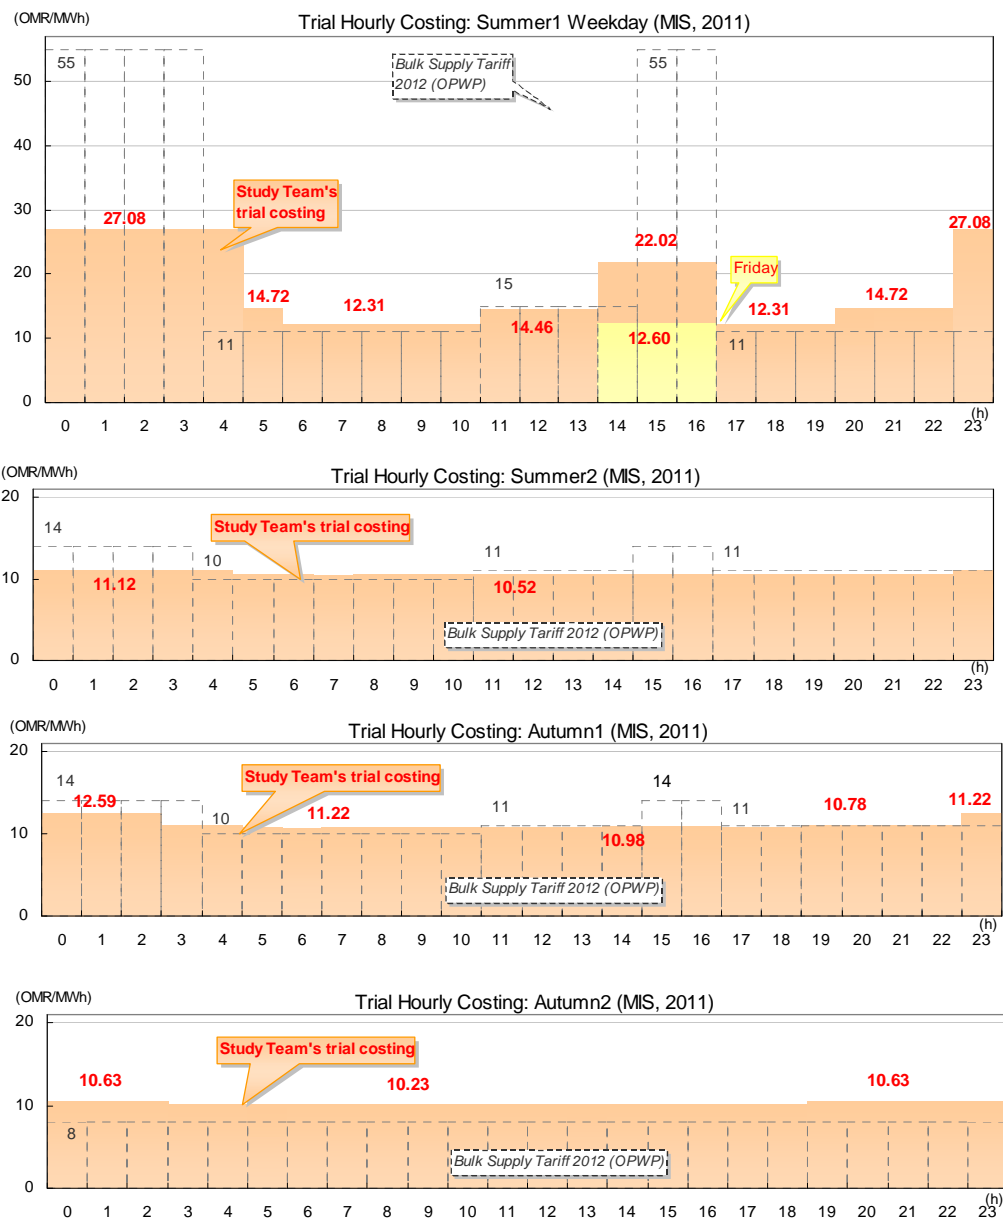 (OMR/MWh)
Trial Hourly Costing: Summer1 Weekday (MIS, 2011)
55
Bulk Supply Tariff
2012 (OPWP)
55
50
40
30
Study Team's
trial costing
27.08
22.02
27.08
Friday
20
14.72
12.31
15
12.31
14.72
14.46
12.60
11
11
10
0
(h)
0 1 2 3 4 5 6 7 8 9 10 11 12 13 14 15 16 17 18 19 20 21 22 23
(OMR/MWh)
Trial Hourly Costing: Summer2 (MIS, 2011)
20
14
Study Team's trial costing
10
11
11
10
11.12
10.52
Bulk Supply Tariff 2012 (OPWP)
0
(h)
0 1 2 3 4 5 6 7 8 9 10 11 12 13 14 15 16 17 18 19 20 21 22 23
(OMR/MWh)
Trial Hourly Costing: Autumn1 (MIS, 2011)
20
14
Study Team's trial costing
14
12.59
11.22
11
11
10.78
11.22
10
10
10.98
Bulk Supply Tariff 2012 (OPWP)
0
(h)
0 1 2 3 4 5 6 7 8 9 10 11 12 13 14 15 16 17 18 19 20 21 22 23
(OMR/MWh)
Trial Hourly Costing: Autumn2 (MIS, 2011)
20
Study Team's trial costing
10.63
10.23
10.63
10
8
Bulk Supply Tariff 2012 (OPWP)
0
(h)
0 1 2 3 4 5 6 7 8 9 10 11 12 13 14 15 16 17 18 19 20 21 22 23